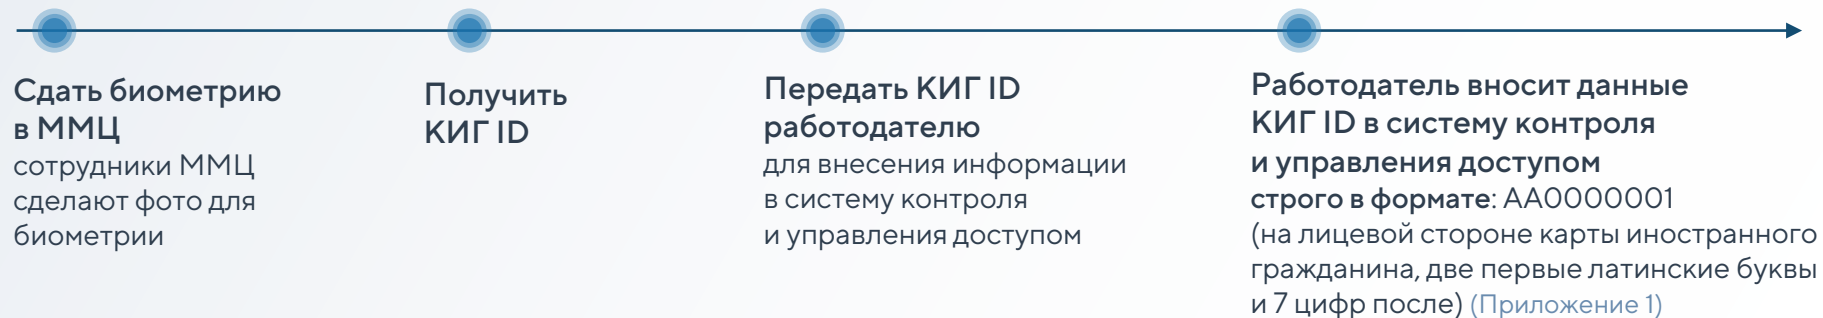 Сдать биометрию
в ММЦ
сотрудники ММЦ
сделают фото для
биометрии
Получить
КИГ ID
Передать КИГ ID
работодателю
для внесения информации
в систему контроля
и управления доступом
Работодатель вносит данные
КИГ ID в систему контроля
и управления доступом
строго в формате: AA0000001
(на лицевой стороне карты иностранного
гражданина, две первые латинские буквы
и 7 цифр после) (Приложение 1)